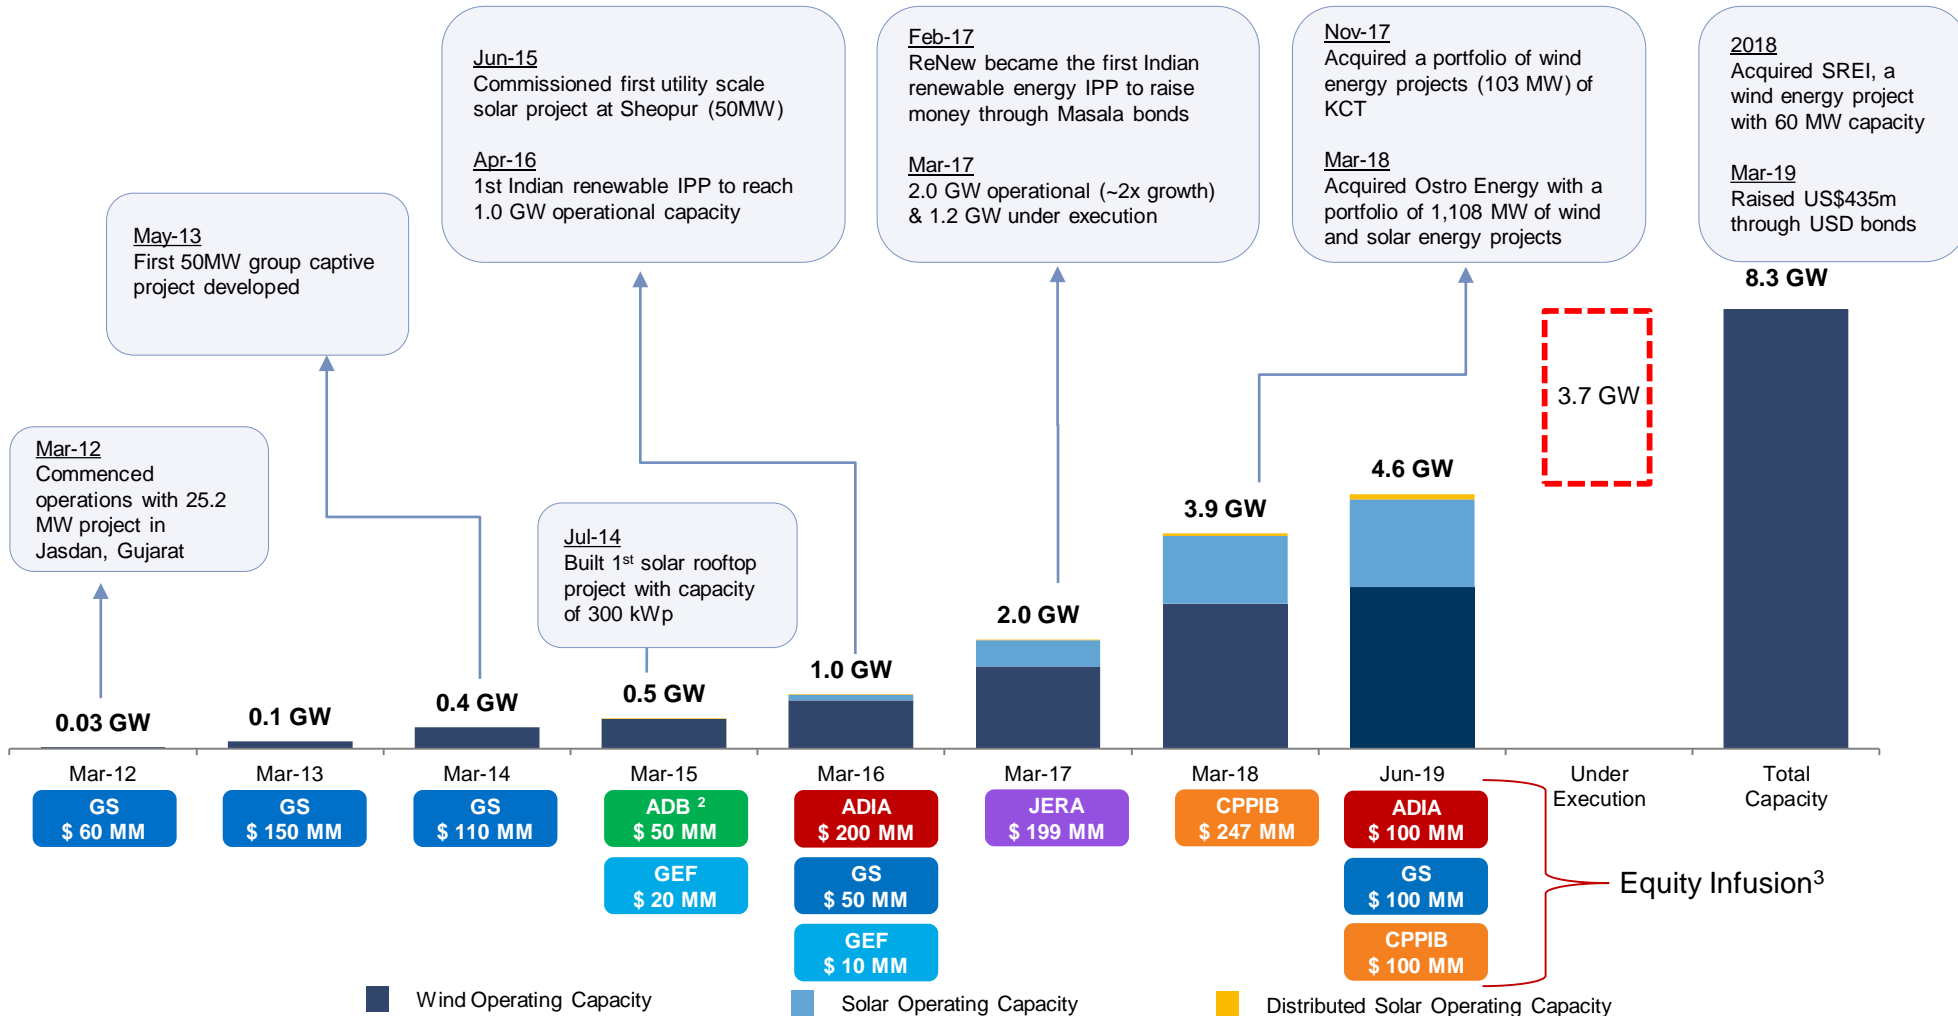 Mar-12
Commenced
operations with 25.2
MW project in
Jasdan, Gujarat
May-13
First 50MW group captive
project developed
Jun-15
Commissioned first utility scale
solar project at Sheopur (50MW)
Apr-16
1st Indian renewable IPP to reach
1.0 GW operational capacity
Jul-14
Built 1st solar rooftop
project with capacity
of 300 kWp
Feb-17
ReNew became the first Indian
renewable energy IPP to raise
money through Masala bonds
Mar-17
2.0 GW operational (~2x growth)
& 1.2 GW under execution
Nov-17
Acquired a portfolio of wind
energy projects (103 MW) of
KCT
Mar-18
Acquired Ostro Energy with a
portfolio of 1,108 MW of wind
and solar energy projects
2018
Acquired SREI, a
wind energy project
with 60 MW capacity
Mar-19
Raised US$435m
through USD bonds
0.03 GW
0.1 GW
0.4 GW
0.5 GW
1.0 GW
2.0 GW
3.9 GW
4.6 GW
3.7 GW
8.3 GW
Mar-12
Mar-13
Mar-14
Mar-15
Mar-16
Mar-17
Mar-18
Jun-19
Under
Execution
Total
Capacity
GS
$ 60 MM
GS
$ 150 MM
GS
$ 110 MM
ADB 2
$ 50 MM
GEF
$ 20 MM
ADIA
$ 200 MM
GS
$ 50 MM
GEF
$ 10 MM
JERA
$ 199 MM
CPPIB
$ 247 MM
ADIA
$ 100 MM
GS
$ 100 MM
CPPIB
$ 100 MM
Equity Infusion3
Wind Operating Capacity
Solar Operating Capacity
Distributed Solar Operating Capacity